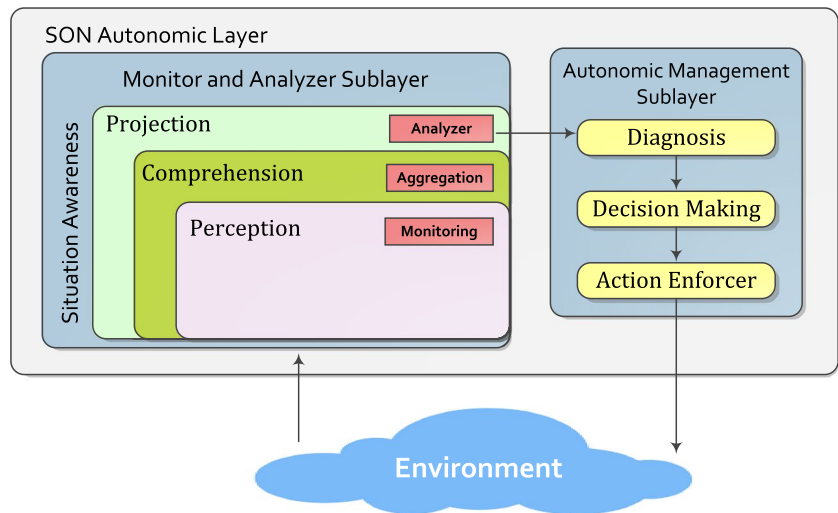 SON Autonomic Layer
Monitor and Analyzer Sublayer
Situation Awareness
Projection
Analyzer
Comprehension
Aggregation
Perception
Monitoring
Autonomic Management
Sublayer
Diagnosis
Decision Making
Action Enforcer
Environment